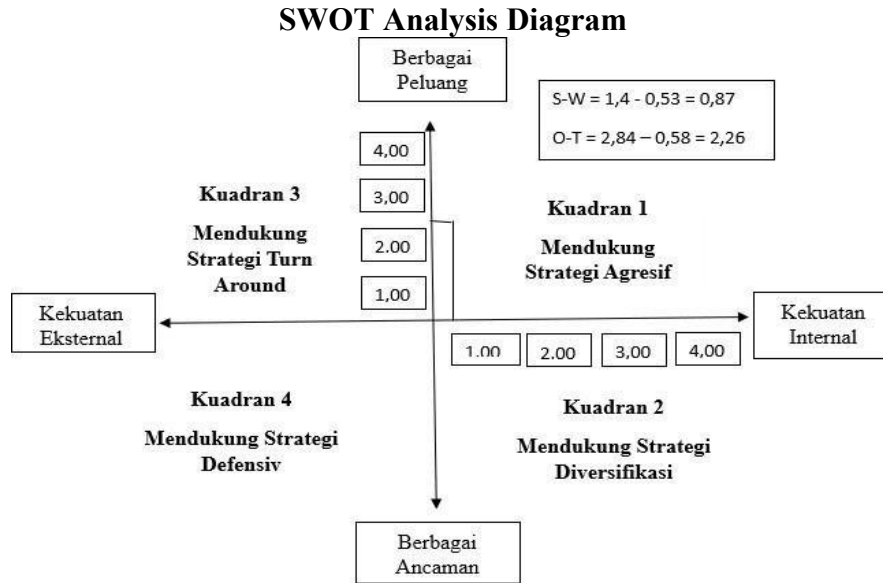 SWOT Analysis Diagram
Berbagai
Peluang
S-W = 1,4 - 0,53 = 0,87
O-T = 2,84 – 0,58 = 2,26
4,00
3,00
2.00
1,00
Kuadran 3
Mendukung
Strategi Turn
Around
Kuadran 1
Mendukung
Strategi Agresif
Kekuatan
Eksternal
Kekuatan
Internal
1.00
2.00
3,00
4,00
Kuadran 4
Mendukung Strategi
Defensiv
Kuadran 2
Mendukung Strategi
Diversifikasi
Berbagai
Ancaman